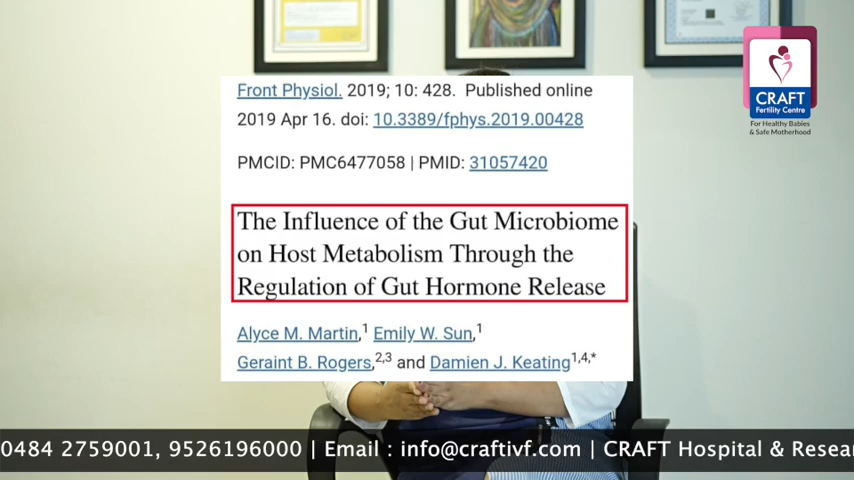 Front Physiol. 2019; 10: 428. Published online
2019 Apr 16. doi: 10.3389/fphys.2019.00428
PMCID: PMC6477058 | PMID: 31057420
The Influence of the Gut Microbiome
on Host Metabolism Through the
Regulation of Gut Hormone Release
Alyce M. Martin,1 Emily W. Sun,1
Geraint B. Rogers,2,3 and Damien J. Keating1,4,*
CRAFT
Fertility Centre
For Healthy Babies
& Safe Motherhood
0484 2759001, 9526196000 | Email : info@craftivf.com | CRAFT Hospital & Resear